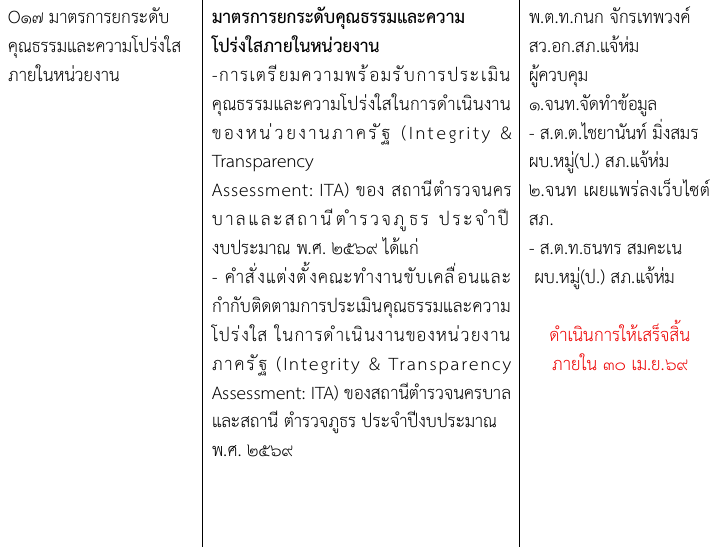 O๑๗ มาตรการยกระดับ
คุณธรรมและความโปร่งใส
ภายในหน่วยงาน
มาตรการยกระดับคุณธรรมและความ
โปร่งใสภายในหน่วยงาน
-การเตรียมความพร้อมรับการประเมิน
คุณธรรมและความโปร่งใสในการดำเนินงาน
ของหน่วยงานภาครัฐ (Integrity &
Transparency
Assessment: ITA) ของ สถานีตำรวจนคร
บาลและสถานีตำรวจภูธร ประจำปี
งบประมาณ พ.ศ. ๒๕๖๙ ได้แก่
- คำสั่งแต่งตั้งคณะทำงานขับเคลื่อนและ
กำกับติดตามการประเมินคุณธรรมและความ
โปร่งใส ในการดำเนินงานของหน่วยงาน
ภาครัฐ (Integrity & Transparency
Assessment: ITA) ของสถานีตำรวจนครบาล
และสถานี ตำรวจภูธร ประจำปีงบประมาณ
พ.ศ. ๒๕๖๙
พ.ต.ท.กนก จักรเทพวงค์
สว.อก.สภ.แจ้ห่ม
ผู้ควบคุม
๑.จนท.จัดทำข้อมูล
- ส.ต.ต.ไชยานันท์ มิ่งสมร
ผบ.หมู่(ป.) สภ.แจ้ห่ม
๒.จนท เผยแพร่ลงเว็บไซต์
สภ.
- ส.ต.ท.ธนทร สมคะเน
ผบ.หมู่(ป.) สภ.แจ้ห่ม
ดำเนินการให้เสร็จสิ้น
ภายใน ๓๐ เม.ย.๖๙